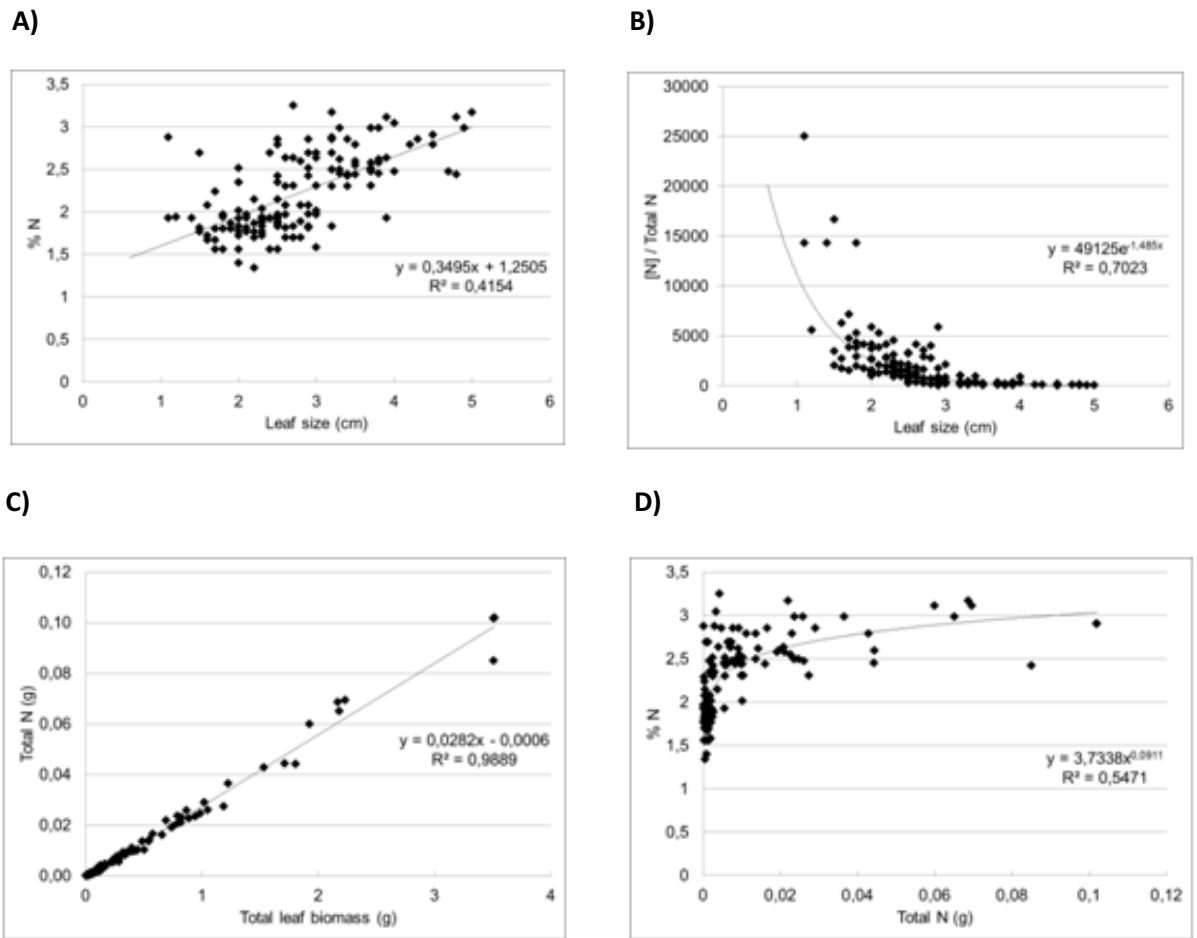 A)
B)
3,5
3
2,5
2
1,5
1
0,5
0
% N
y = 0,3495x + 1,2505
R² = 0,4154
0 1 2 3 4 5 6
Leaf size (cm)
30000
25000
20000
15000
10000
5000
0
[N] / Total N
y = 49125e^-1,485x
R² = 0,7023
0 1 2 3 4 5 6
Leaf size (cm)
C)
D)
0,12
0,10
0,08
0,06
0,04
0,02
0,00
Total N (g)
y = 0,0282x - 0,0006
R² = 0,9889
0 1 2 3 4
Total leaf biomass (g)
3,5
3
2,5
2
1,5
1
0,5
0
% N
y = 3,7338x^0,0911
R² = 0,5471
0 0,02 0,04 0,06 0,08 0,1 0,12
Total N (g)